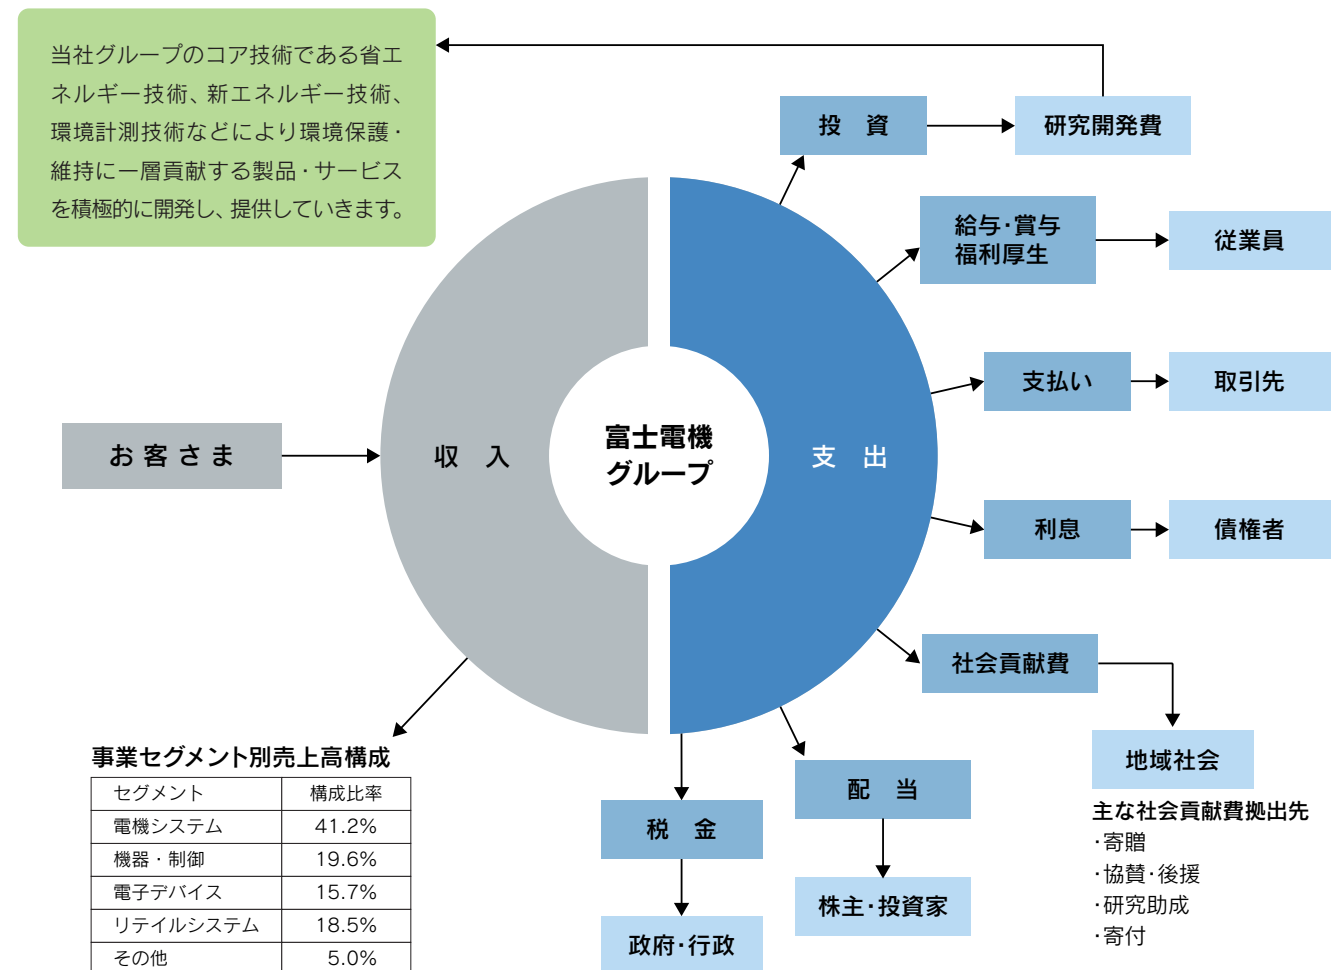 当社グループのコア技術である省エ
ネルギー技術、新エネルギー技術、
環境計測技術などにより環境保護・
維持に一層貢献する製品・サービス
を積極的に開発し、提供していきます。
投 資
研究開発費
給与・賞与
福利厚生
従業員
支払い
取引先
お客さま
収 入
富士電機
グループ
支 出
利息
債権者
社会貢献費
地域社会
主な社会貢献費拠出先
・寄贈
・協賛・後援
・研究助成
・寄付
配 当
株主・投資家
税 金
政府・行政
事業セグメント別売上高構成
セグメント 構成比率
電機システム 41.2%
機器・制御 19.6%
電子デバイス 15.7%
リテイルシステム 18.5%
その他 5.0%